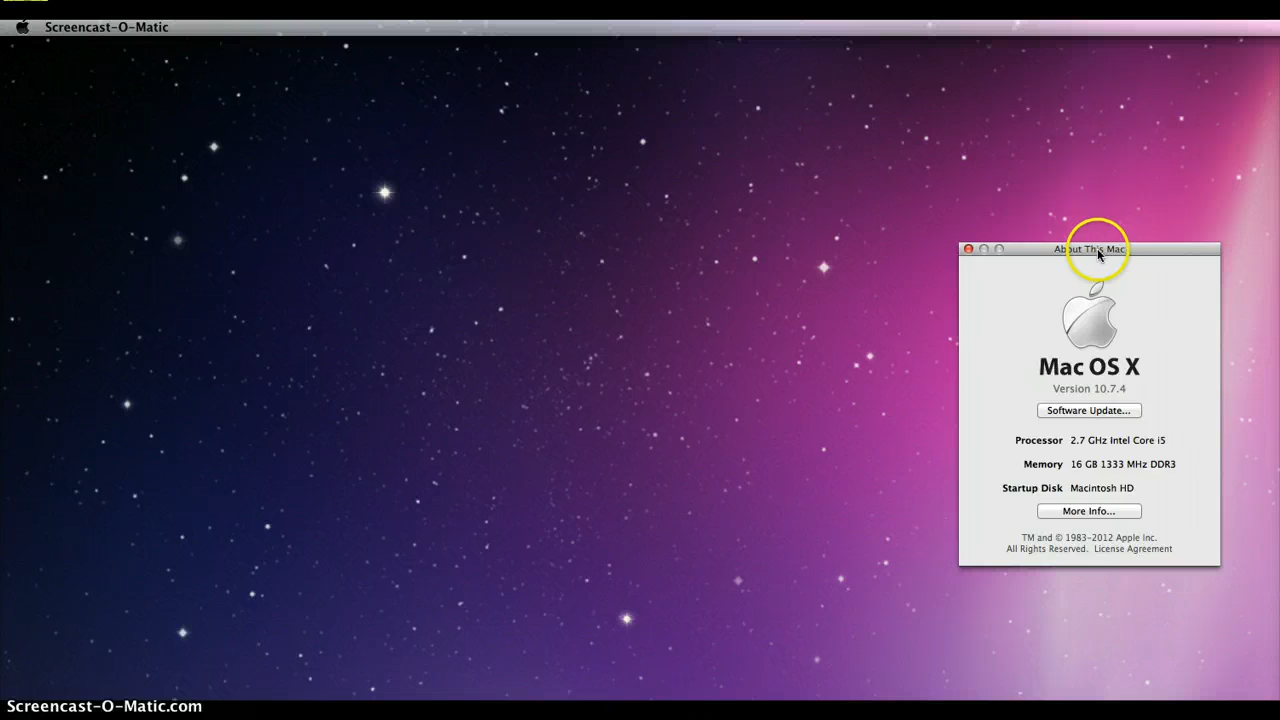 Screencast-O-Matic
About This Mac
Mac OS X
Version 10.7.4
Software Update...
Processor 2.7 GHz Intel Core i5
Memory 16 GB 1333 MHz DDR3
Startup Disk Macintosh HD
More Info...
TM and © 1983-2012 Apple Inc.
All Rights Reserved. License Agreement
Screencast-O-Matic.com